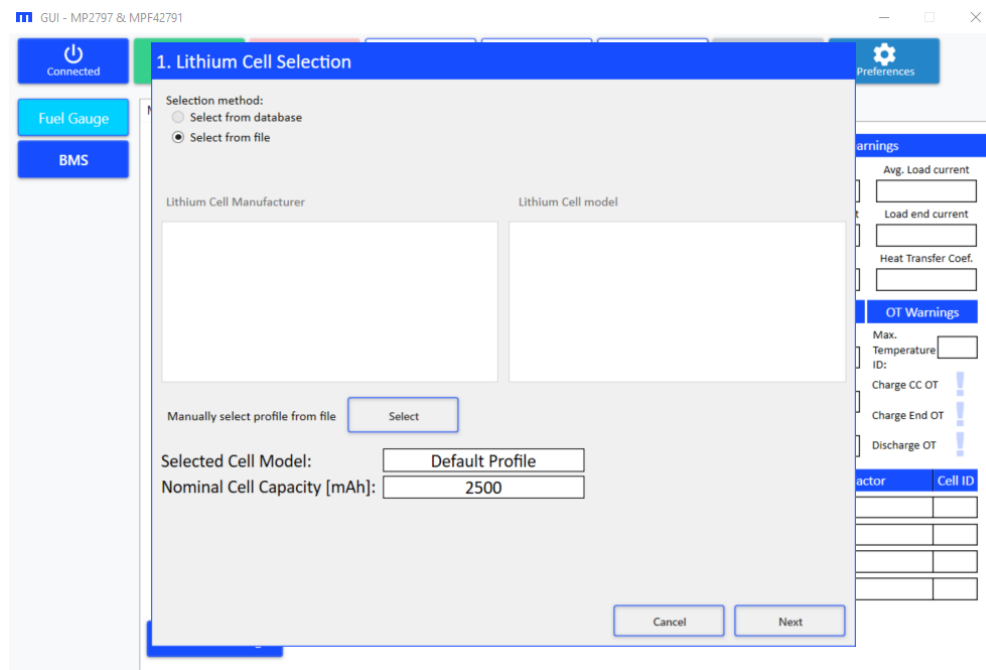 GUI - MP2797 & MPF42791
Connected
Preferences
Fuel Gauge
BMS
1. Lithium Cell Selection
Selection method:
Select from database
Select from file
Lithium Cell Manufacturer
Lithium Cell model
Manually select profile from file
Select
Selected Cell Model:
Default Profile
Nominal Cell Capacity [mAh]:
2500
Cancel
Next
Avg. Load current
Load end current
Heat Transfer Coef.
OT Warnings
Max.
Temperature
ID:
Charge CC OT
Charge End OT
Discharge OT
Cell ID